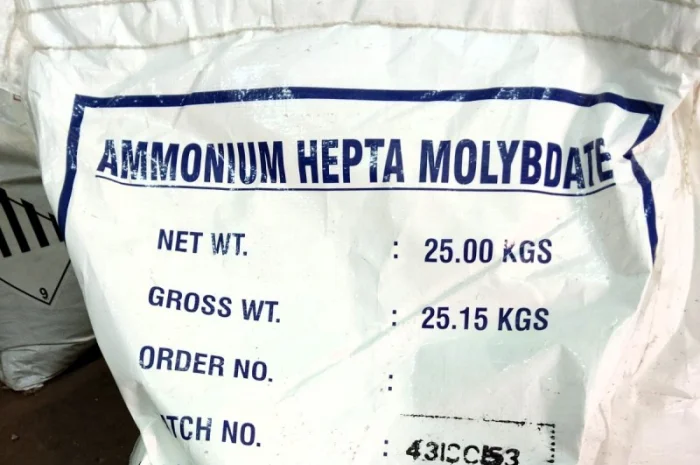 AMMONIUM HEPTA MOLYBDATE
NET WT. : 25.00 KGS
GROSS WT. : 25.15 KGS
ORDER NO. :
TCH NO. :
9